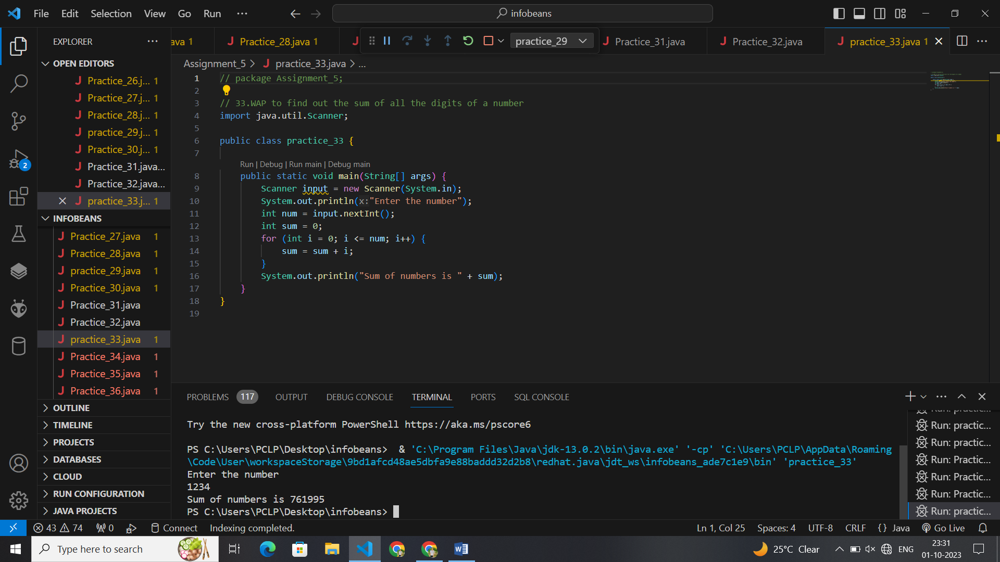 File Edit Selection View Go Run ...
infobeans
EXPLORER ...
ava 1
Practice_28.java 1
practice_29
Practice_31.java
Practice_32.java
practice_33.java 1
OPEN EDITORS
Practice_26.j... 1
Practice_27.j... 1
Practice_28.j... 1
practice_29.j... 1
Practice_30.j... 1
Practice_31.java...
Practice_32.java...
practice_33.j... 1
2
INFOBEANS
Practice_27.java 1
Practice_28.java 1
practice_29.java 1
Practice_30.java 1
Practice_31.java
Practice_32.java
practice_33.java 1
Practice_34.java 1
Practice_35.java 1
Practice_36.java 1
OUTLINE
TIMELINE
PROJECTS
DATABASES
CLOUD
RUN CONFIGURATION
JAVA PROJECTS
Assignment_5 > practice_33.java > ...
1 // package Assignment_5;
2
3 // 33.WAP to find out the sum of all the digits of a number
4 import java.util.Scanner;
5
6 public class practice_33 {
7
Run | Debug | Run main | Debug main
8 public static void main(String[] args) {
9 Scanner input = new Scanner(System.in);
10 System.out.println(x:"Enter the number");
11 int num = input.nextInt();
12 int sum = 0;
13 for (int i = 0; i <= num; i++) {
14 sum = sum + i;
15 }
16 System.out.println("Sum of numbers is " + sum);
17 }
18 }
19
PROBLEMS 117 OUTPUT DEBUG CONSOLE TERMINAL PORTS SQL CONSOLE
Try the new cross-platform PowerShell https://aka.ms/pscore6
PS C:\Users\PCLP\Desktop\infobeans> & 'C:\Program Files\Java\jdk-13.0.2\bin\java.exe' '-cp' 'C:\Users\PCLP\AppData\Roaming
\Code\User\workspaceStorage\9bd1afcd48ae5dbfa9e88baddd32d2b8\redhat.java\jdt_ws\infobeans_ade7c1e9\bin' 'practice_33'
Enter the number
1234
Sum of numbers is 761995
PS C:\Users\PCLP\Desktop\infobeans>
Run: practic...
Run: practic...
Run: practic...
Run: Practic...
Run: Practic...
Run: Practic...
Run: practic...
43 74 0 Connect Indexing completed.
Ln 1, Col 25 Spaces: 4 UTF-8 CRLF {} Java Go Live
Type here to search
25°C Clear
ENG
23:31
01-10-2023